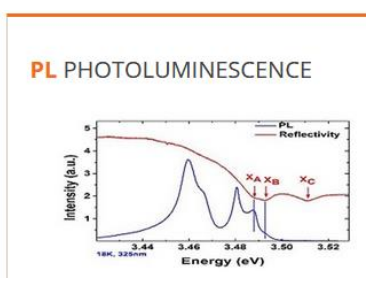 PL PHOTOLUMINESCENCE
PL
Reflectivity
5
4
3
2
1
Intensity (a.u.)
XA XB XC
18K, 325nm
3.44 3.46 3.48 3.50 3.52
Energy (eV)